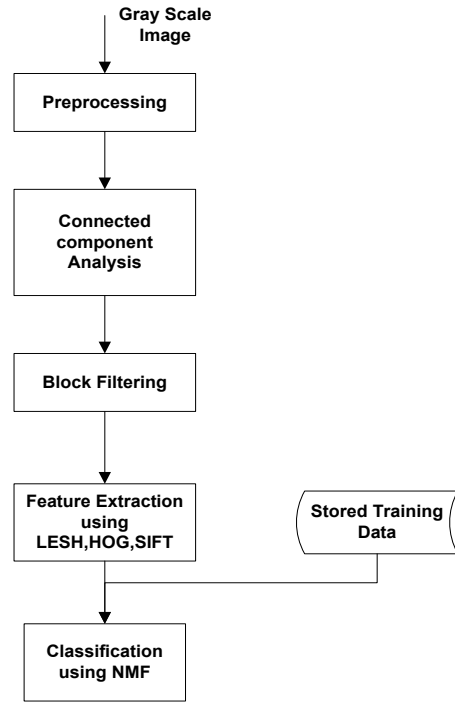 Gray Scale
Image
Preprocessing
Connected
component
Analysis
Block Filtering
Feature Extraction
using
LESH,HOG,SIFT
Stored Training
Data
Classification
using NMF